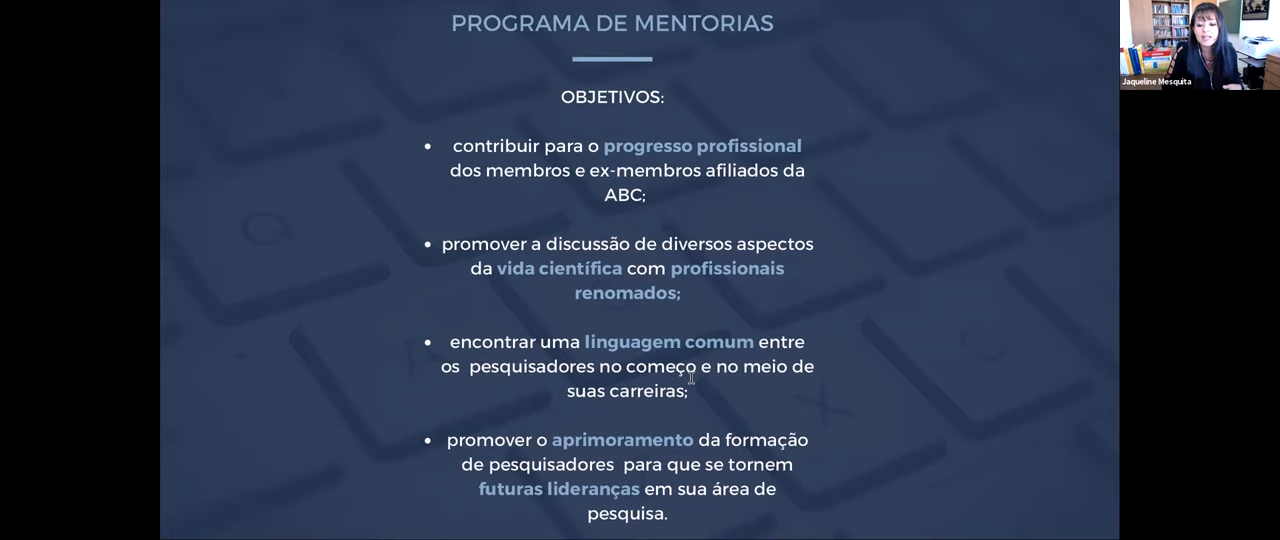 PROGRAMA DE MENTORIAS
OBJETIVOS:
• contribuir para o progresso profissional
dos membros e ex-membros afiliados da
ABC;
• promover a discussão de diversos aspectos
da vida científica com profissionais
renomados;
• encontrar uma linguagem comum entre
os pesquisadores no começo e no meio de
suas carreiras;
• promover o aprimoramento da formação
de pesquisadores para que se tornem
futuras lideranças em sua área de
pesquisa.
Jaqueline Mesquita